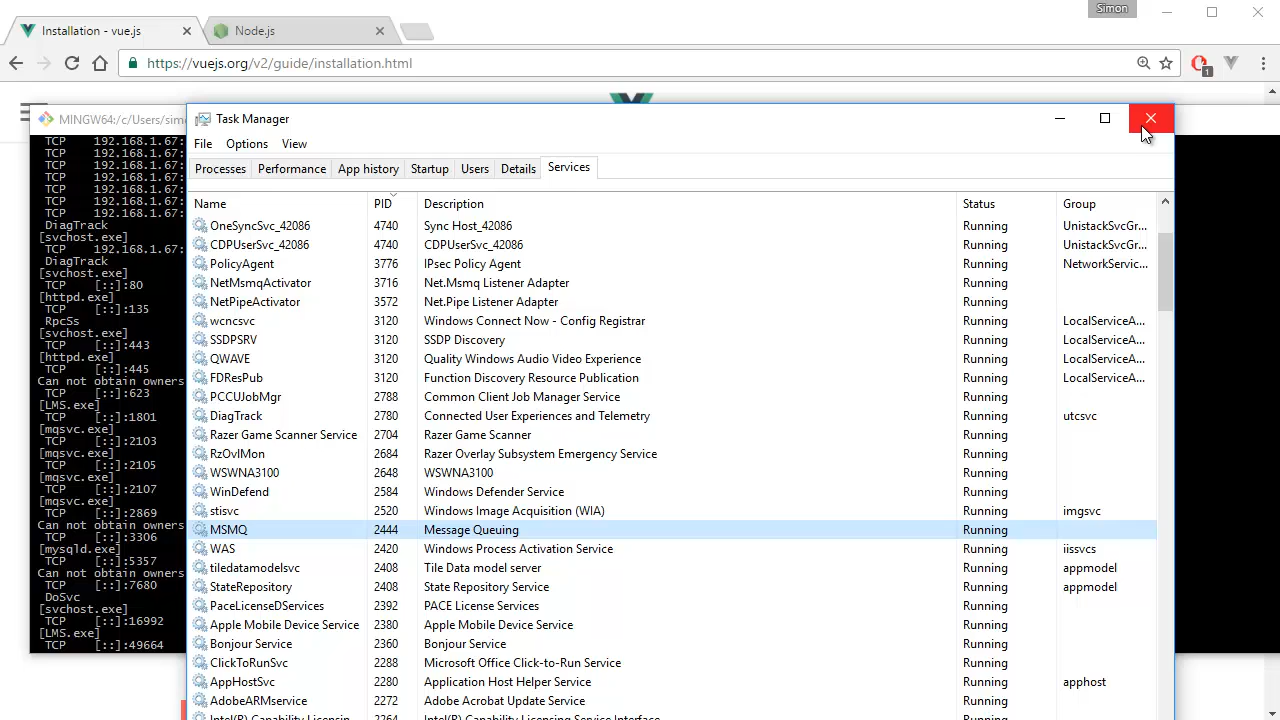 Simon
Installation - vue.js
Node.js
https://vuejs.org/v2/guide/installation.html
1
MINGW64:/c/Users/simo
TCP 192.168.1.67:
TCP 192.168.1.67:
TCP 192.168.1.67:
TCP 192.168.1.67:
TCP 192.168.1.67:
TCP 192.168.1.67:
TCP 192.168.1.67:
DiagTrack
[svchost.exe]
TCP 192.168.1.67:
DiagTrack
[svchost.exe]
TCP [::]:80
[httpd.exe]
TCP [::]:135
RpcSs
[svchost.exe]
TCP [::]:443
[httpd.exe]
TCP [::]:445
Can not obtain owners
TCP [::]:623
[LMS.exe]
TCP [::]:1801
[mqsvc.exe]
TCP [::]:2103
[mqsvc.exe]
TCP [::]:2105
[mqsvc.exe]
TCP [::]:2107
[mqsvc.exe]
TCP [::]:2869
Can not obtain owners
TCP [::]:3306
[mysqld.exe]
TCP [::]:5357
Can not obtain owners
TCP [::]:7680
DoSvc
[svchost.exe]
TCP [::]:16992
[LMS.exe]
TCP [::]:49664
Task Manager
File Options View
Processes Performance App history Startup Users Details Services
Name PID Description Status Group
OneSyncSvc_42086 4740 Sync Host_42086 Running UnistackSvcGr...
CDPUserSvc_42086 4740 CDPUserSvc_42086 Running UnistackSvcGr...
PolicyAgent 3776 IPsec Policy Agent Running NetworkServic...
NetMsmqActivator 3716 Net.Msmq Listener Adapter Running
NetPipeActivator 3572 Net.Pipe Listener Adapter Running
wcncsvc 3120 Windows Connect Now - Config Registrar Running LocalServiceA...
SSDPSRV 3120 SSDP Discovery Running LocalServiceA...
QWAVE 3120 Quality Windows Audio Video Experience Running LocalServiceA...
FDResPub 3120 Function Discovery Resource Publication Running LocalServiceA...
PCCUJobMgr 2788 Common Client Job Manager Service Running
DiagTrack 2780 Connected User Experiences and Telemetry Running utcsvc
Razer Game Scanner Service 2704 Razer Game Scanner Running
RzOvlMon 2684 Razer Overlay Subsystem Emergency Service Running
WSWNA3100 2648 WSWNA3100 Running
WinDefend 2584 Windows Defender Service Running
stisvc 2520 Windows Image Acquisition (WIA) Running imgsvc
MSMQ 2444 Message Queuing Running
WAS 2420 Windows Process Activation Service Running iissvcs
tiledatamodelsvc 2408 Tile Data model server Running appmodel
StateRepository 2408 State Repository Service Running appmodel
PaceLicenseDServices 2392 PACE License Services Running
Apple Mobile Device Service 2380 Apple Mobile Device Service Running
Bonjour Service 2360 Bonjour Service Running
ClickToRunSvc 2288 Microsoft Office Click-to-Run Service Running
AppHostSvc 2280 Application Host Helper Service Running apphost
AdobeARMservice 2272 Adobe Acrobat Update Service Running
Intel(R) Capability Licensin 2264 Intel(R) Capability Licensing Service Interface Running